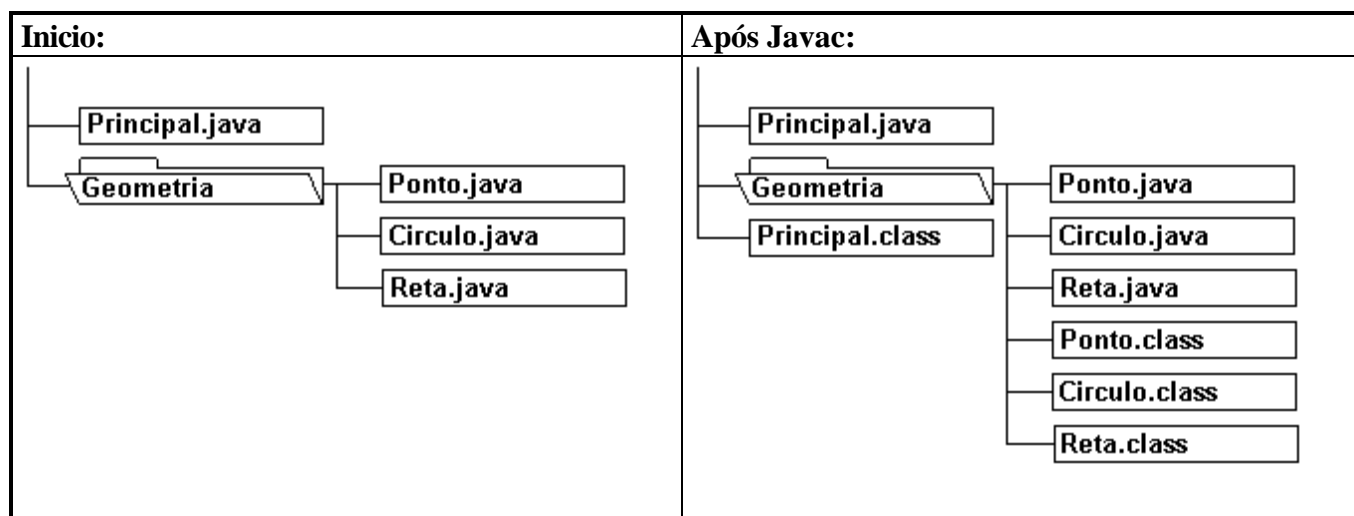 Inicio:
Principal.java
Geometria
Ponto.java
Circulo.java
Reta.java
Após Javac:
Principal.java
Geometria
Principal.class
Ponto.java
Circulo.java
Reta.java
Ponto.class
Circulo.class
Reta.class